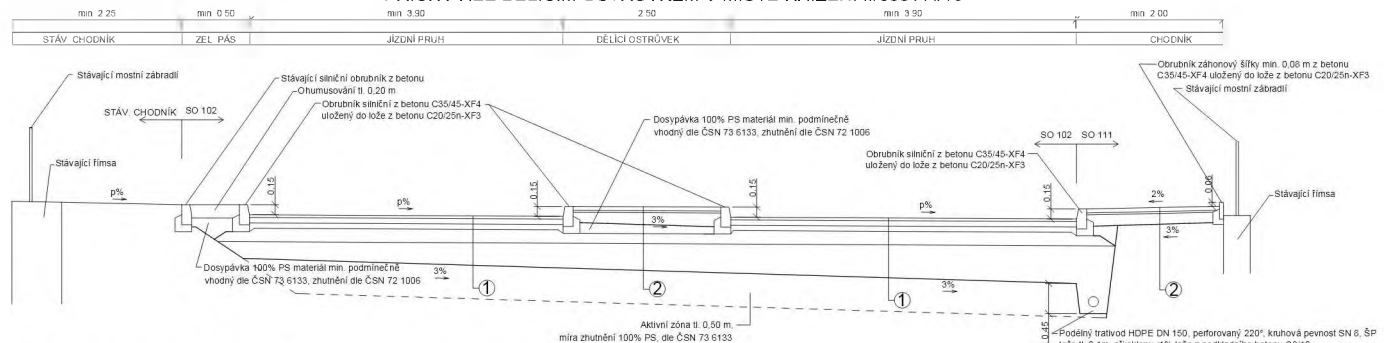 min 2.25
min 0.50
min 3.90
2.50
min 3.90
min 2.00
STÁV CHODNÍK
ZEL PÁS
JÍZDNÍ PRUH
DĚLÍCÍ OSTRŮVEK
JÍZDNÍ PRUH
CHODNÍK
Stávající mostní zábradlí
STÁV. CHODNÍK
SO 102
Stávající římsa
p%
Stávající silniční obrubník z betonu
Ohumusování tl. 0,20 m
Obrubník silniční z betonu C35/45-XF4
uložený do lože z betonu C20/25n-XF3
0.15
p%
0.15
3%
Dosypávka 100% PS materiál min. podmínečně
vhodný dle ČSN 73 6133, zhutnění dle ČSN 72 1006
0.15
p%
0.15
Obrubník silniční z betonu C35/45-XF4
uložený do lože z betonu C20/25n-XF3
SO 102
SO 111
Obrubník záhonový šířky min. 0,08 m z betonu
C35/45-XF4 uložený do lože z betonu C20/25n-XF3
Stávající mostní zábradlí
0.06
2%
3%
Stávající římsa
Dosypávka 100% PS materiál min. podmínečně
vhodný dle ČSN 73 6133, zhutnění dle ČSN 72 1006
3%
1
2
3%
1
2
Aktivní zóna tl. 0,50 m,
míra zhutnění 100% PS, dle ČSN 73 6133
0.45
Podélný trativod HDPE DN 150, perforovaný 220°, kruhová pevnost SN 8, ŠP